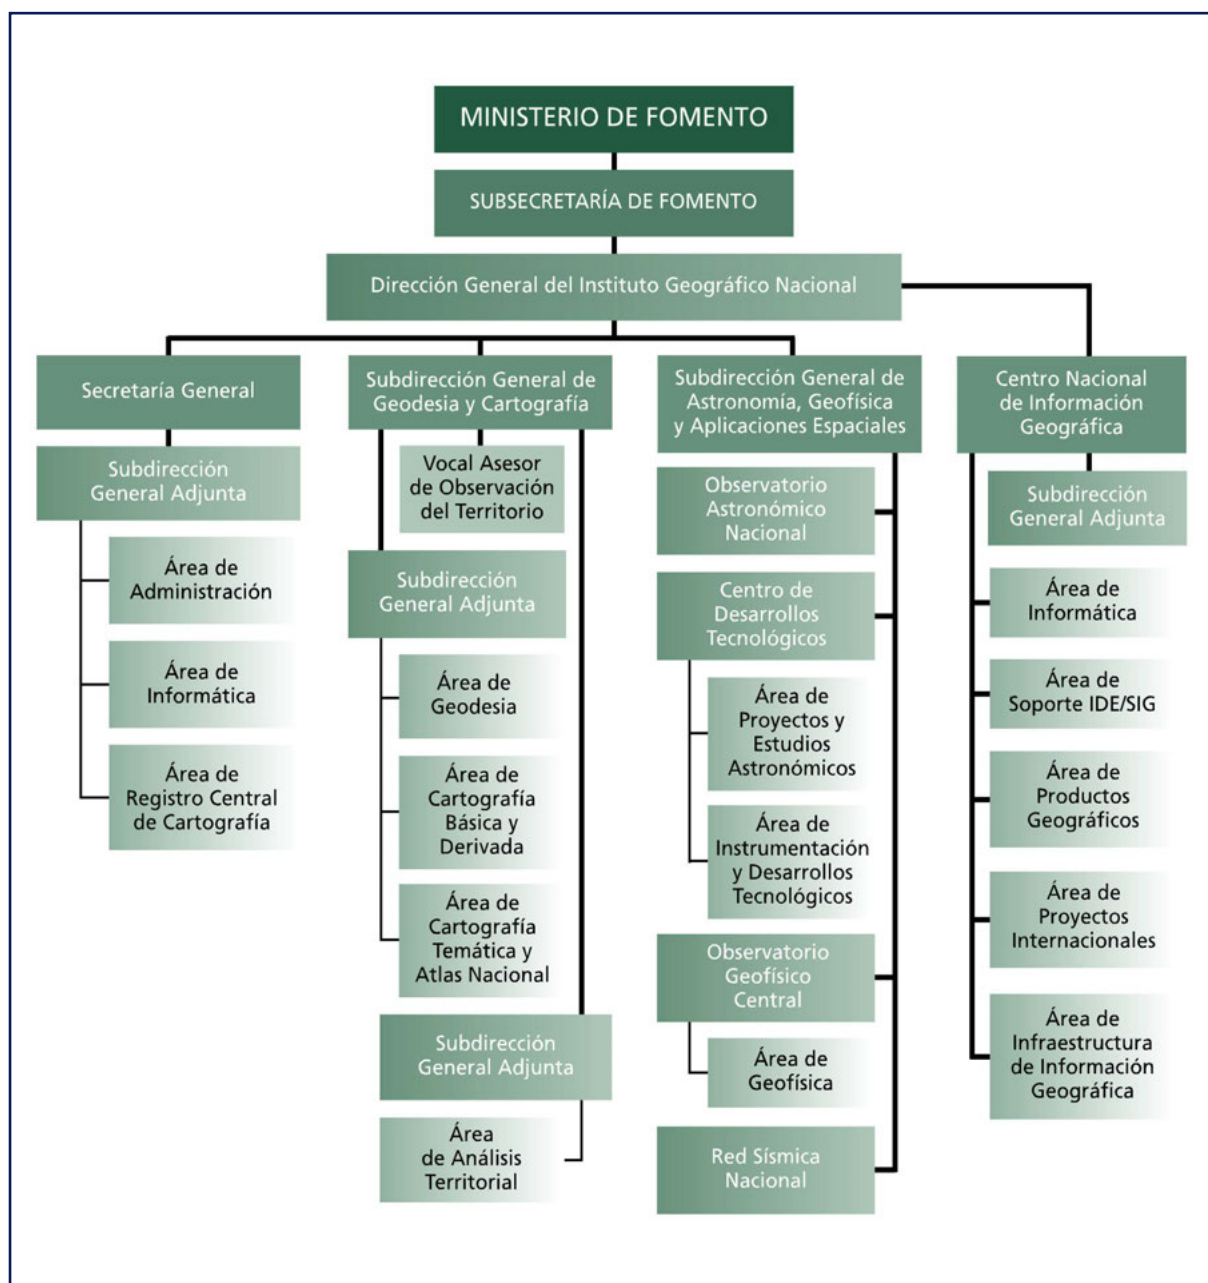 MINISTERIO DE FOMENTO
SUBSECRETARÍA DE FOMENTO
Dirección General del Instituto Geográfico Nacional
Secretaría General
Subdirección
General Adjunta
Área de
Administración
Área de
Informática
Área de
Registro Central
de Cartografía
Subdirección General de
Geodesia y Cartografía
Vocal Asesor
de Observación
del Territorio
Subdirección
General Adjunta
Área de
Geodesia
Área de
Cartografía
Básica y
Derivada
Área de
Cartografía
Temática y
Atlas Nacional
Subdirección
General Adjunta
Área
de Análisis
Territorial
Subdirección General de
Astronomía, Geofísica
y Aplicaciones Espaciales
Observatorio
Astronómico
Nacional
Centro de
Desarrollos
Tecnológicos
Área de
Proyectos y
Estudios
Astronómicos
Área de
Instrumentación
y Desarrollos
Tecnológicos
Observatorio
Geofísico
Central
Área de
Geofísica
Red Sísmica
Nacional
Centro Nacional
de Información
Geográfica
Subdirección
General Adjunta
Área de
Informática
Área de
Soporte IDE/SIG
Área de
Productos
Geográficos
Área de
Proyectos
Internacionales
Área de
Infraestructura
de Información
Geográfica